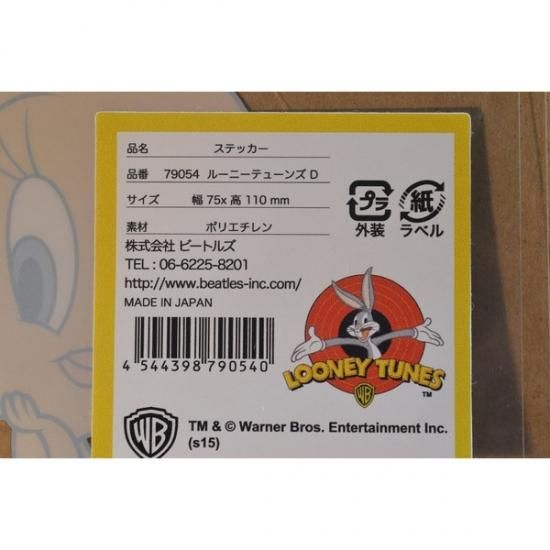 品名 ステッカー
品番 79054 ルーニーテューンズ D
サイズ 幅 75x 高 110 mm
素材 ポリエチレン
株式会社 ビートルズ
TEL : 06-6225-8201
http://www.beatles-inc.com/
MADE IN JAPAN
4 544398 790540
プラ
外装
紙
ラベル
LOONEY TUNES
WB
TM
WB
TM & © Warner Bros. Entertainment Inc.
(s15)